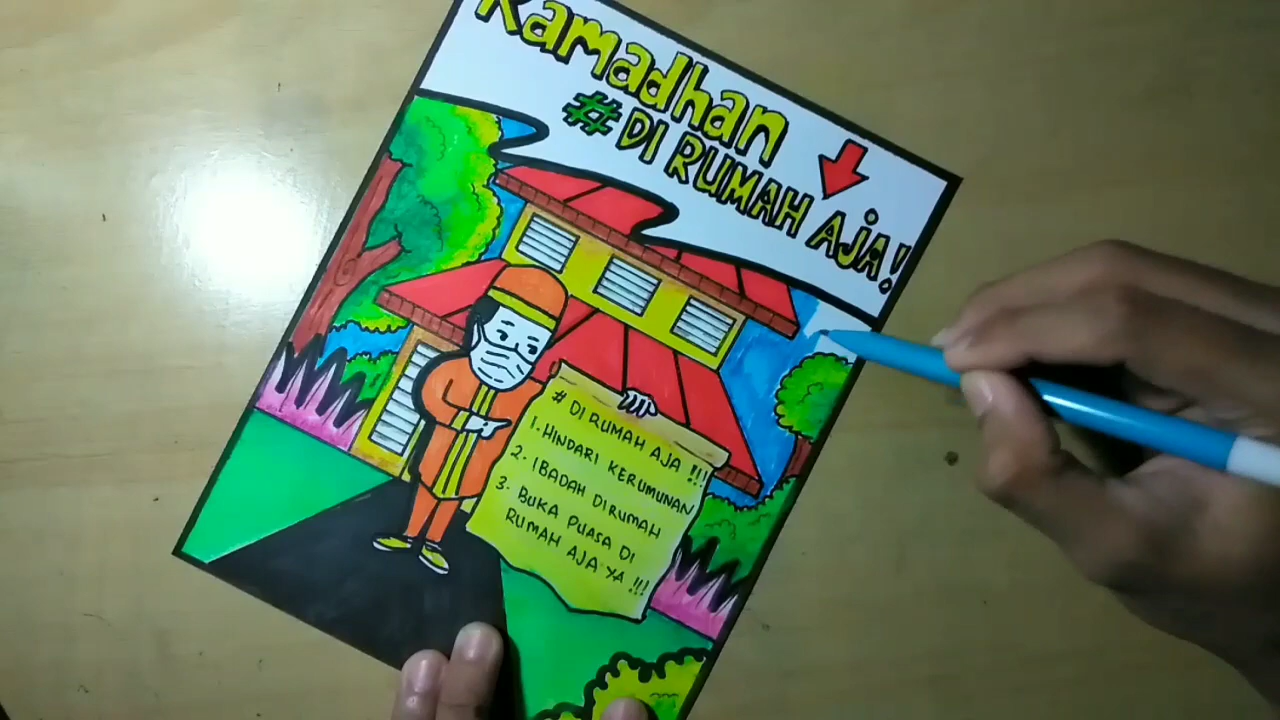 Ramadhan
# DI RUMAH AJA!
# DI RUMAH AJA !!!
1. HINDARI KERUMUNAN
2. IBADAH DIRUMAH
3. BUKA PUASA DI
RUMAH AJA YA !!!